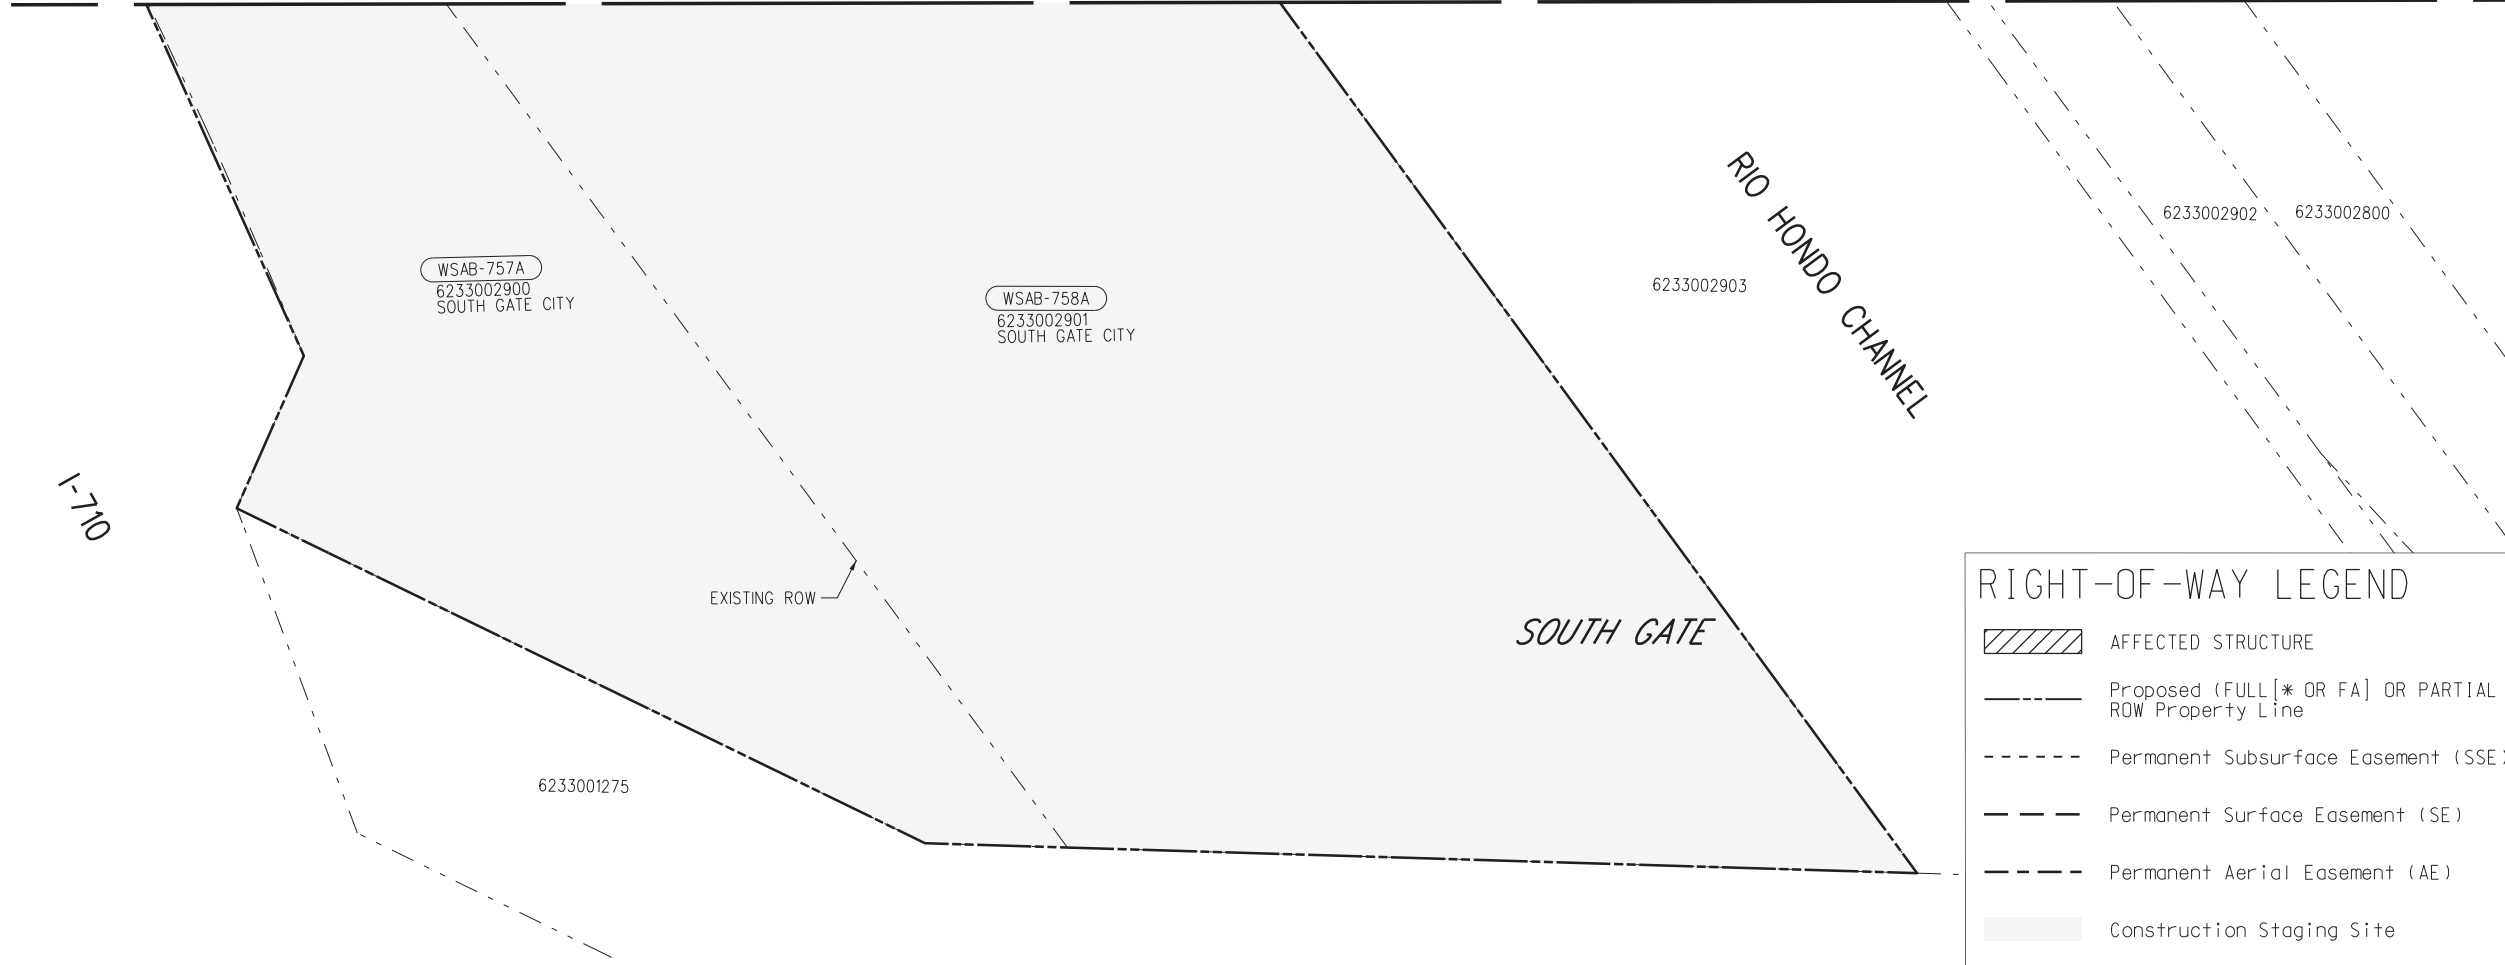 RIO HONDO CHANNEL
6233002902
6233002800
WSAB-757A
6233002900
SOUTH GATE CITY
WSAB-758A
6233002901
SOUTH GATE CITY
6233002903
I-710
EXISTING ROW
SOUTH GATE
6233001275
RIGHT-OF-WAY LEGEND
AFFECTED STRUCTURE
Proposed (FULL[* OR FA] OR PARTIAL
ROW Property Line
Permanent Subsurface Easement (SSE)
Permanent Surface Easement (SE)
Permanent Aerial Easement (AE)
Construction Staging Site